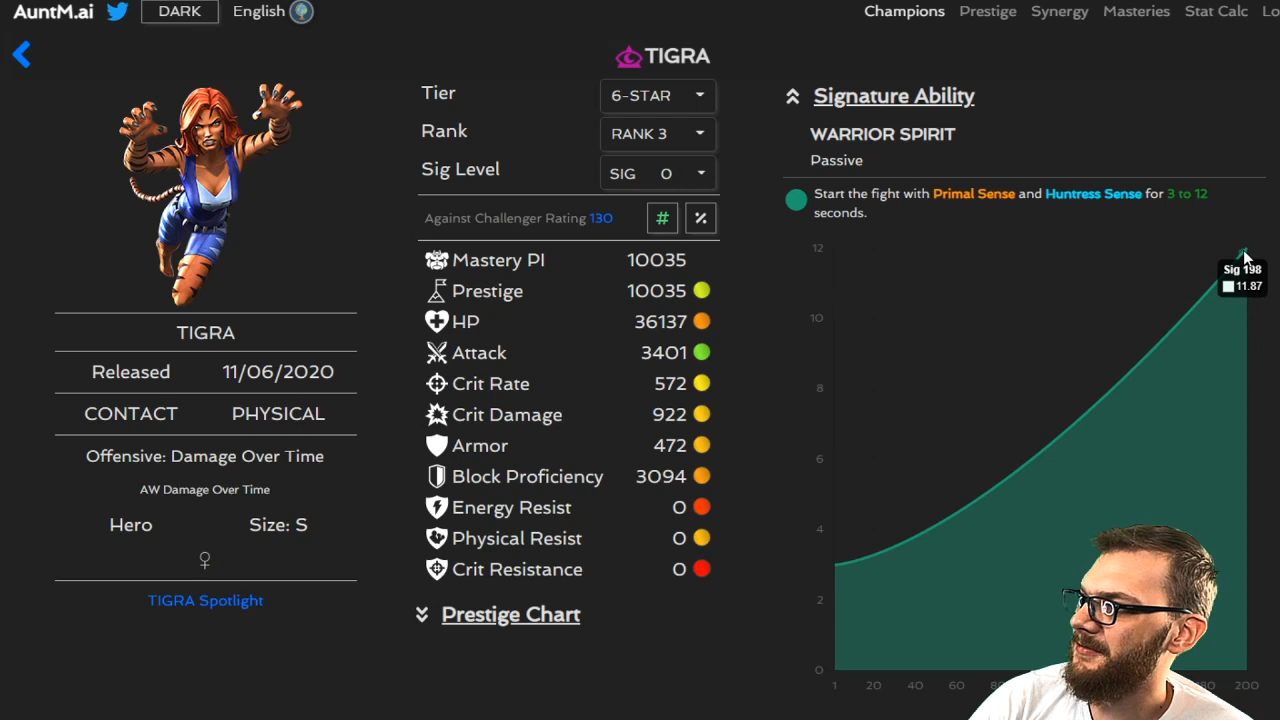 AuntM.ai DARK English Champions Prestige Synergy Masteries Stat Calc Lo
TIGRA
TIGRA
Released 11/06/2020
CONTACT PHYSICAL
Offensive: Damage Over Time
AW Damage Over Time
Hero Size: S
♀
TIGRA Spotlight
Tier 6-STAR
Rank RANK 3
Sig Level SIG 0
Against Challenger Rating 130 # %
Mastery PI 10035
Prestige 10035
HP 36137
Attack 3401
Crit Rate 572
Crit Damage 922
Armor 472
Block Proficiency 3094
Energy Resist 0
Physical Resist 0
Crit Resistance 0
Prestige Chart
Signature Ability
WARRIOR SPIRIT
Passive
Start the fight with Primal Sense and Huntress Sense for 3 to 12
seconds.
12
Sig 198
11.87
10
8
6
4
2
0
1 20 40 60 200